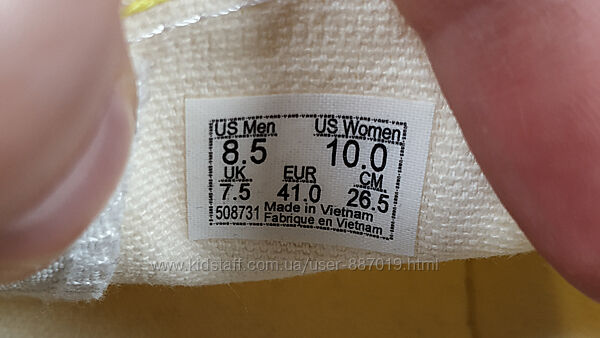 US Men US Women
8.5 10.0
UK EUR CM
7.5 41.0 26.5
508731 Made in Vietnam
Fabrique en Vietnam
www.kidstaff.com.ua/user-887019.html